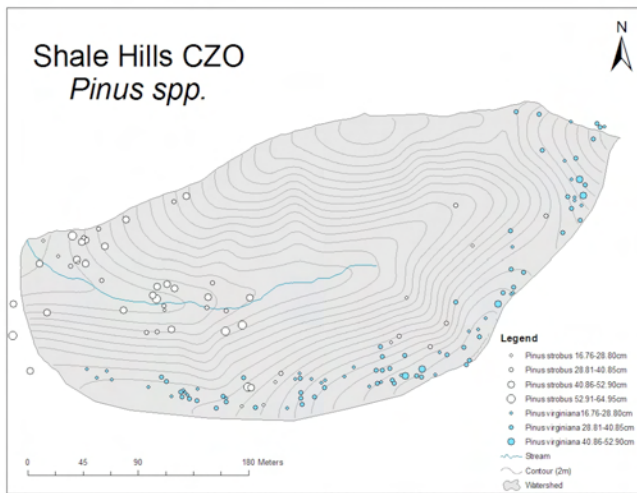 Shale Hills CZO
Pinus spp.
N
Legend
Pinus strobus 16.76-28.80cm
Pinus strobus 28.81-40.85cm
Pinus strobus 40.86-52.90cm
Pinus strobus 52.91-64.95cm
Pinus virginiana 16.76-28.80cm
Pinus virginiana 28.81-40.85cm
Pinus virginiana 40.86-52.90cm
Stream
Contour (2m)
Watershed
0 45 90 180 Meters